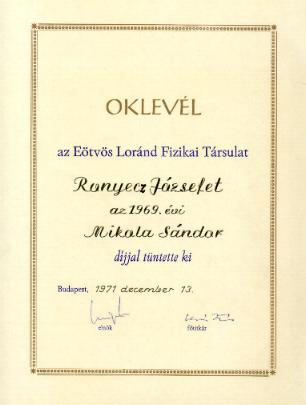 OKLEVÉL
az Eötvös Loránd Fizikai Társulat
Ronyecz Józsefet
az 1969. évi
Mikola Sándor
díjjal tüntette ki
Budapest, 1971 december 13.
elnök főtitkár